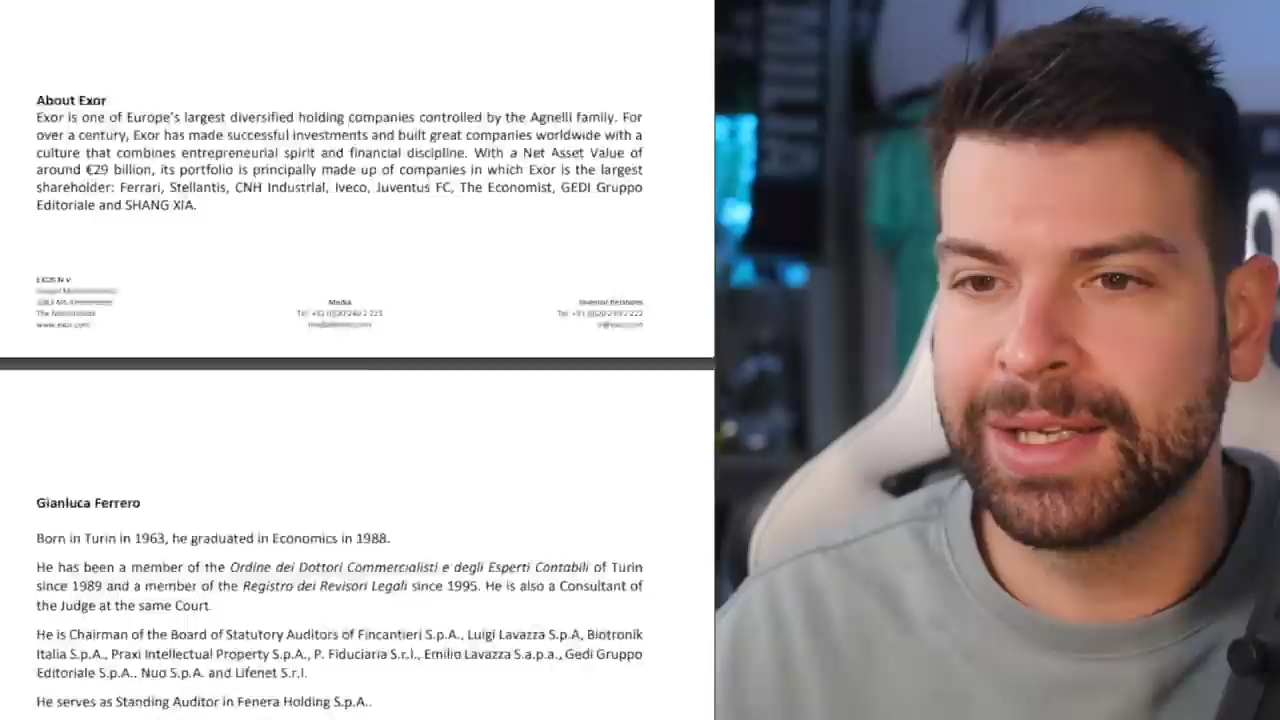 About Exor
Exor is one of Europe's largest diversified holding companies controlled by the Agnelli family. For
over a century, Exor has made successful investments and built great companies worldwide with a
culture that combines entrepreneurial spirit and financial discipline. With a Net Asset Value of
around €29 billion, its portfolio is principally made up of companies in which Exor is the largest
shareholder: Ferrari, Stellantis, CNH Industrial, Iveco, Juventus FC, The Economist, GEDI Gruppo
Editoriale and SHANG XIA.
The Netherlands
www.exor.com
Media
Investor Relations
Gianluca Ferrero
Born in Turin in 1963, he graduated in Economics in 1988.
He has been a member of the Ordine dei Dottori Commercialisti e degli Esperti Contabili of Turin
since 1989 and a member of the Registro dei Revisori Legali since 1995. He is also a Consultant of
the Judge at the same Court.
He is Chairman of the Board of Statutory Auditors of Fincantieri S.p.A., Luigi Lavazza S.p.A, Biotronik
Italia S.p.A., Praxi Intellectual Property S.p.A., P. Fiduciaria S.r.l., Emilio Lavazza S.a.p.a., Gedi Gruppo
Editoriale S.p.A.. Nuo S.p.A. and Lifenet S.r.l.
He serves as Standing Auditor in Fenera Holding S.p.A..